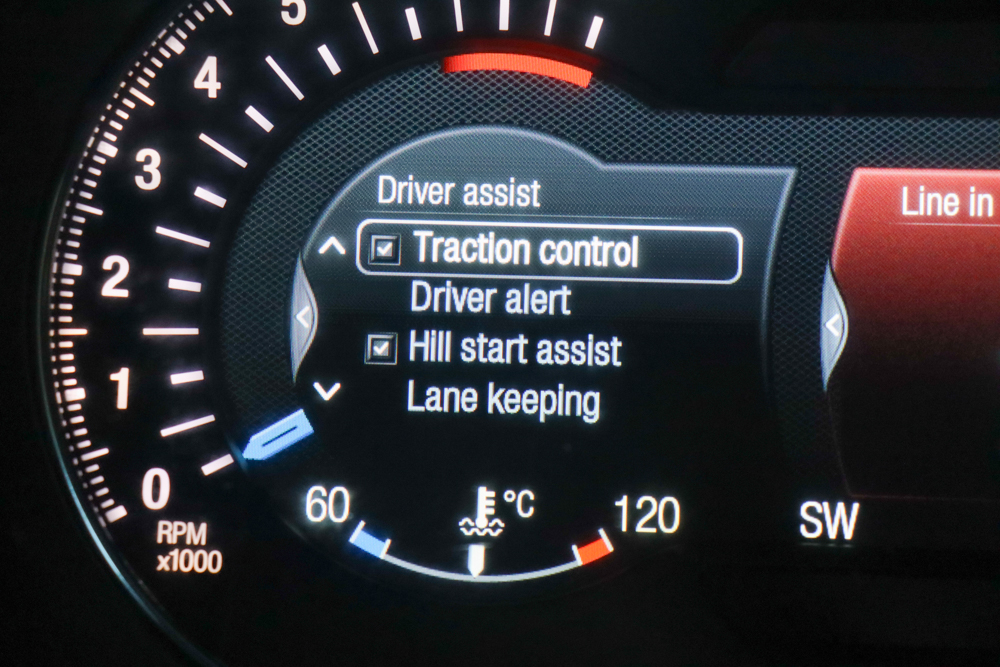 5
4
3
2
1
0
RPM
x1000
Driver assist
Traction control
Driver alert
Hill start assist
Lane keeping
60
°C
120
Line in
SW